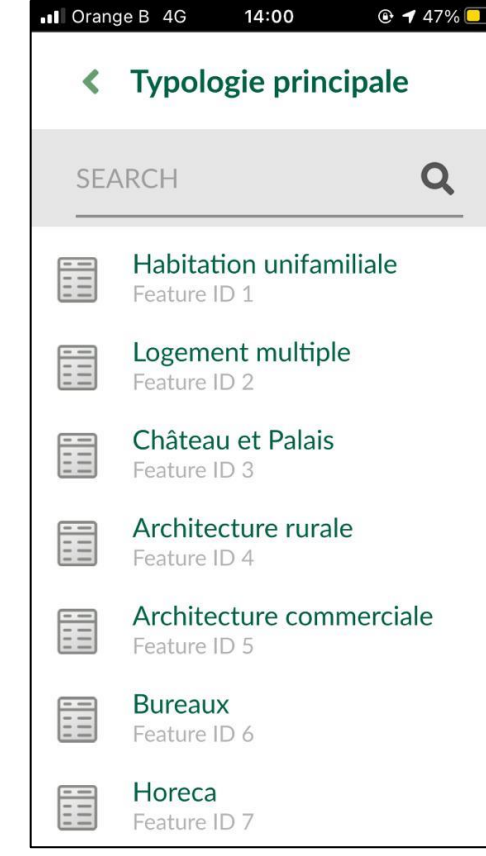 Orange B 4G 14:00 47%
Typologie principale
SEARCH
Habitation unifamiliale
Feature ID 1
Logement multiple
Feature ID 2
Château et Palais
Feature ID 3
Architecture rurale
Feature ID 4
Architecture commerciale
Feature ID 5
Bureaux
Feature ID 6
Horeca
Feature ID 7